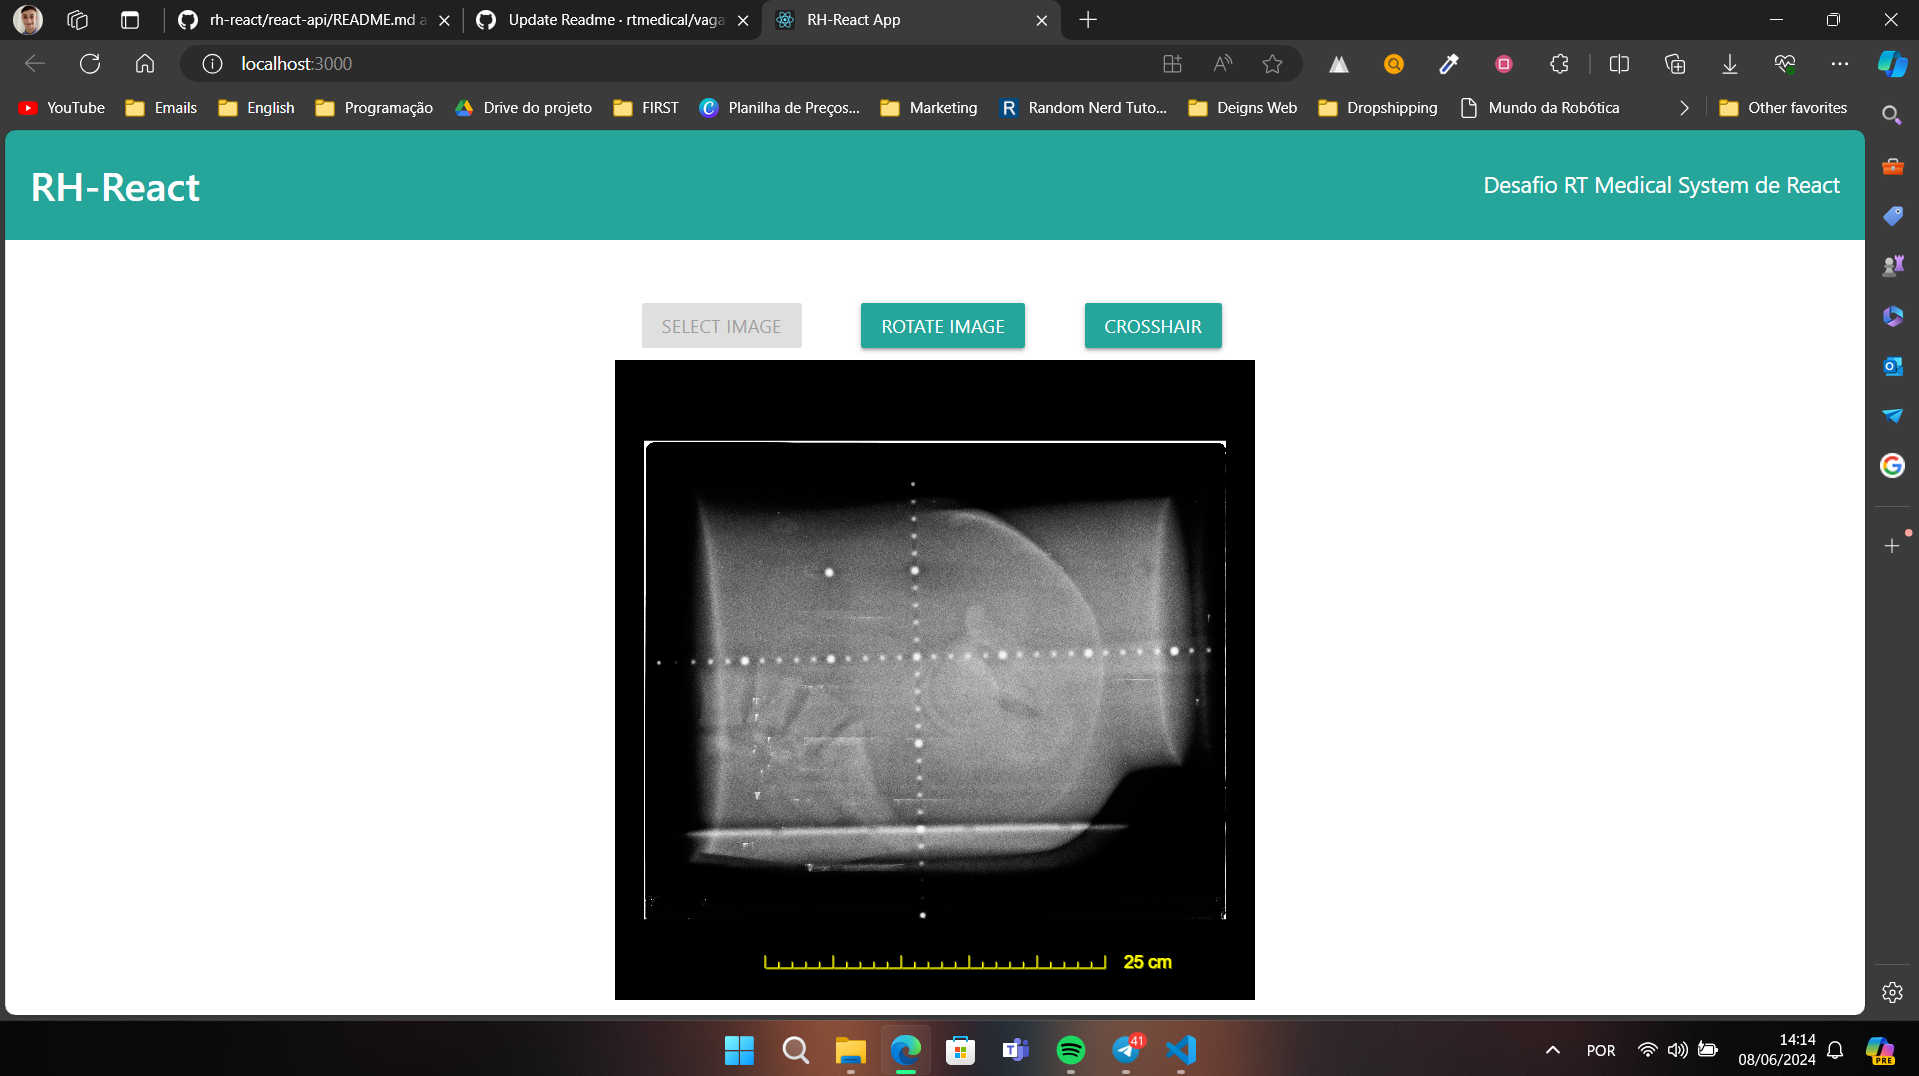 rh-react/react-api/README.md a
Update Readme · rtmedical/vaga
RH-React App
localhost:3000
YouTube
Emails
English
Programação
Drive do projeto
FIRST
Planilha de Preços...
Marketing
Random Nerd Tuto...
Deigns Web
Dropshipping
Mundo da Robótica
Other favorites
RH-React
Desafio RT Medical System de React
SELECT IMAGE
ROTATE IMAGE
CROSSHAIR
25 cm
41
POR
14:14
08/06/2024
PRE